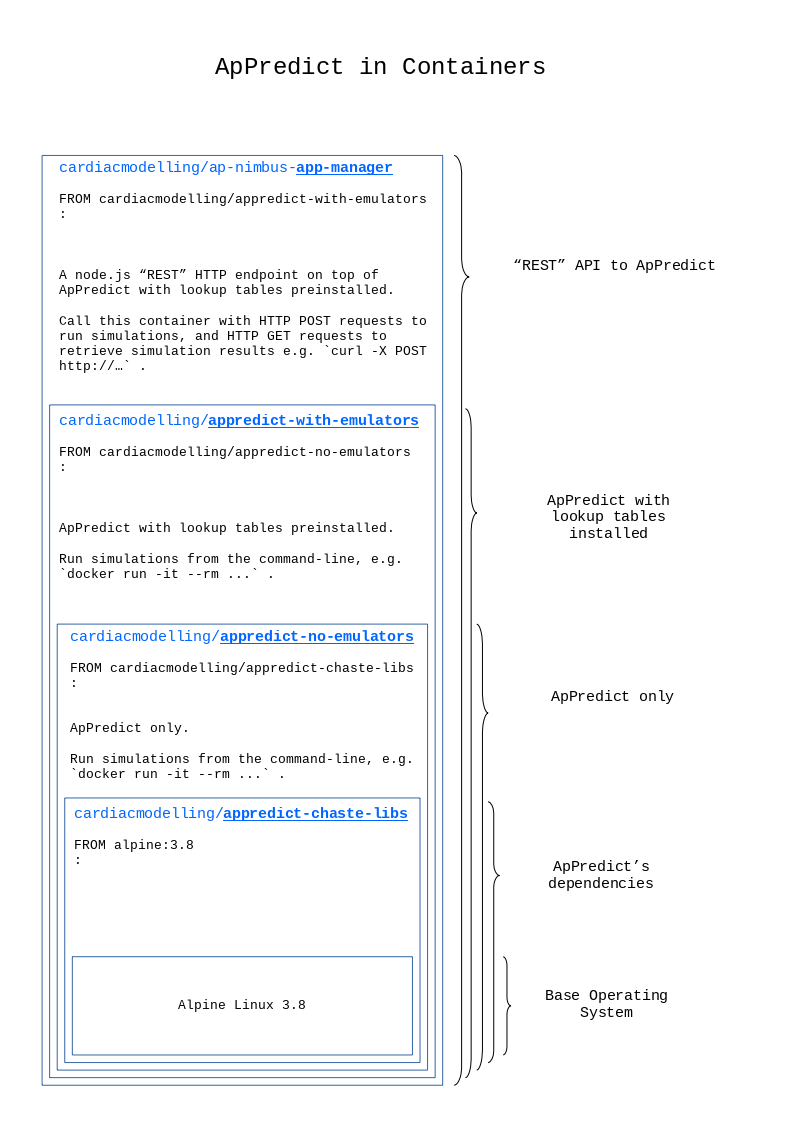 ApPredict in Containers
cardiacmodelling/ap-nimbus-app-manager
FROM cardiacmodelling/appredict-with-emulators
:
A node.js “REST” HTTP endpoint on top of
ApPredict with lookup tables preinstalled.
Call this container with HTTP POST requests to
run simulations, and HTTP GET requests to
retrieve simulation results e.g. `curl -X POST
http://…` .
“REST” API to ApPredict
cardiacmodelling/appredict-with-emulators
FROM cardiacmodelling/appredict-no-emulators
:
ApPredict with lookup tables preinstalled.
Run simulations from the command-line, e.g.
`docker run -it --rm ...` .
ApPredict with
lookup tables
installed
cardiacmodelling/appredict-no-emulators
FROM cardiacmodelling/appredict-chaste-libs
:
ApPredict only.
Run simulations from the command-line, e.g.
`docker run -it --rm ...` .
ApPredict only
cardiacmodelling/appredict-chaste-libs
FROM alpine:3.8
:
ApPredict’s
dependencies
Alpine Linux 3.8
Base Operating
System